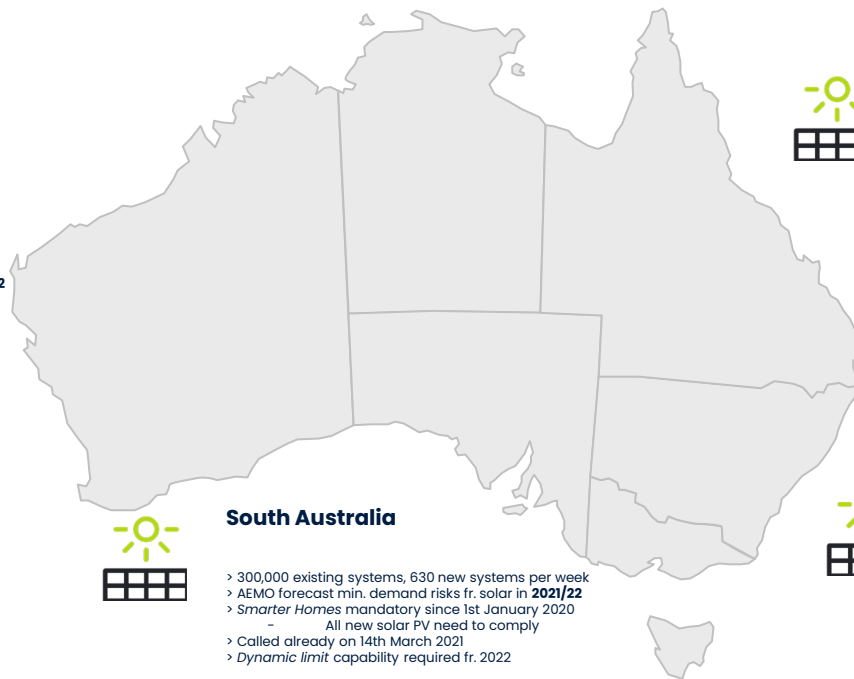 2
South Australia
> 300,000 existing systems, 630 new systems per week
> AEMO forecast min. demand risks fr. solar in 2021/22
> Smarter Homes mandatory since 1st January 2020
- All new solar PV need to comply
> Called already on 14th March 2021
> Dynamic limit capability required fr. 2022